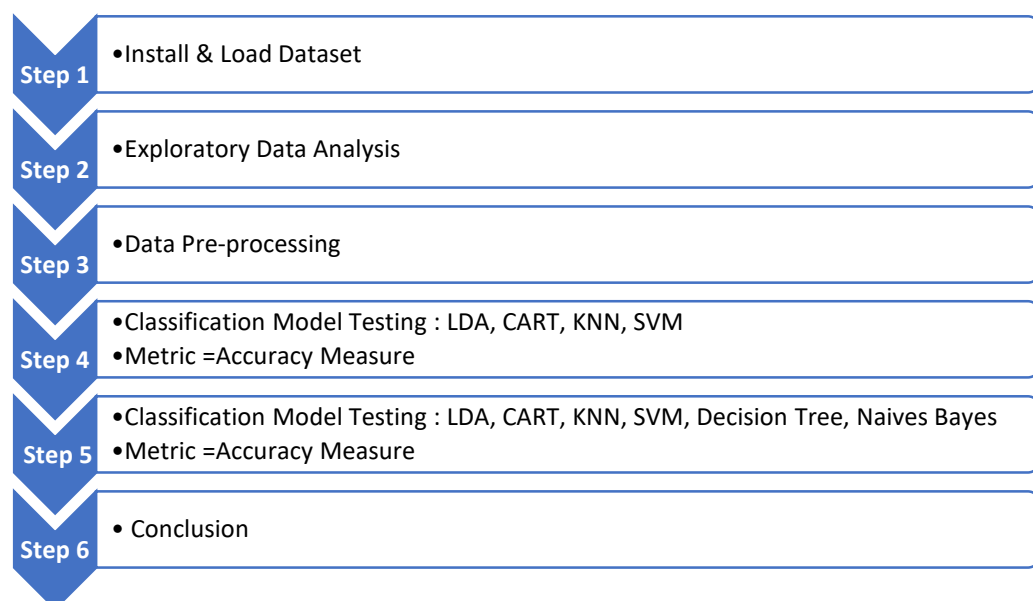 Step 1
•Install & Load Dataset
Step 2
•Exploratory Data Analysis
Step 3
•Data Pre-processing
Step 4
•Classification Model Testing : LDA, CART, KNN, SVM
•Metric =Accuracy Measure
Step 5
•Classification Model Testing : LDA, CART, KNN, SVM, Decision Tree, Naives Bayes
•Metric =Accuracy Measure
Step 6
• Conclusion